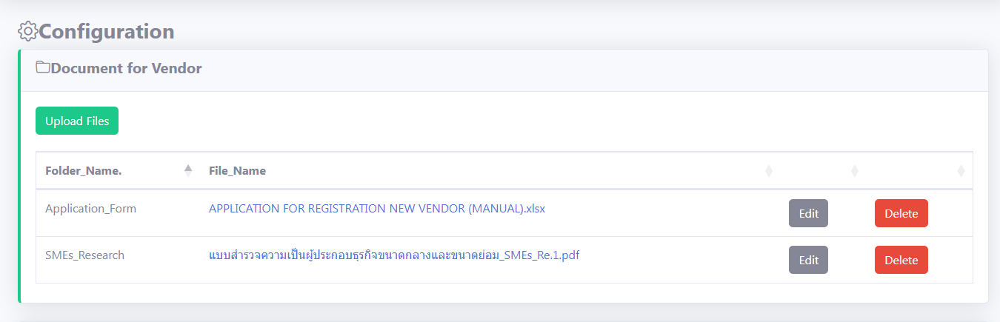 Configuration
Document for Vendor
Upload Files
Folder_Name. File_Name
Application_Form APPLICATION FOR REGISTRATION NEW VENDOR (MANUAL).xlsx Edit Delete
SMEs_Research แบบสำรวจความเป็นผู้ประกอบธุรกิจขนาดกลางและขนาดย่อม_SMEs_Re.1.pdf Edit Delete